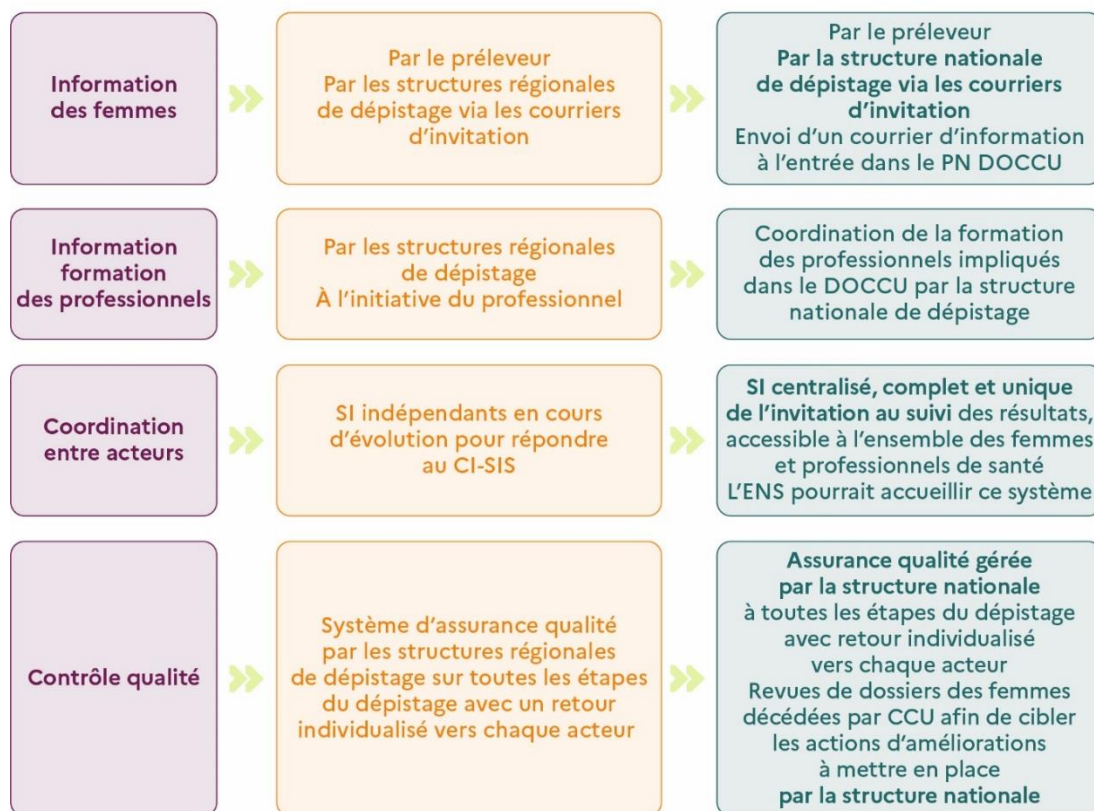 Information
des femmes
Par le préleveur
Par les structures régionales
de dépistage via les courriers
d'invitation
Par le préleveur
Par la structure nationale
de dépistage via les courriers
d'invitation
Envoi d'un courrier d'information
à l'entrée dans le PN DOCCU
Information
formation
des professionnels
Par les structures régionales
de dépistage
À l'initiative du professionnel
Coordination de la formation
des professionnels impliqués
dans le DOCCU par la structure
nationale de dépistage
Coordination
entre acteurs
SI indépendants en cours
d'évolution pour répondre
au CI-SIS
SI centralisé, complet et unique
de l'invitation au suivi des résultats,
accessible à l'ensemble des femmes
et professionnels de santé
L'ENS pourrait accueillir ce système
Contrôle qualité
Système d'assurance qualité
par les structures régionales
de dépistage sur toutes les étapes
du dépistage avec un retour
individualisé vers chaque acteur
Assurance qualité gérée
par la structure nationale
à toutes les étapes du dépistage
avec retour individualisé
vers chaque acteur
Revues de dossiers des femmes
décédées par CCU afin de cibler
les actions d'améliorations
à mettre en place
par la structure nationale